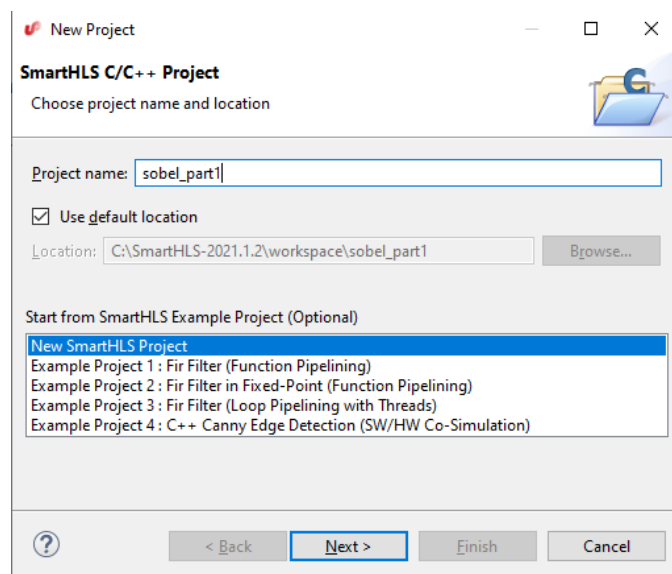 New Project
SmartHLS C/C++ Project
Choose project name and location
Project name: sobel_part1
Use default location
Location: C:\SmartHLS-2021.1.2\workspace\sobel_part1 Browse...
Start from SmartHLS Example Project (Optional)
New SmartHLS Project
Example Project 1 : Fir Filter (Function Pipelining)
Example Project 2 : Fir Filter in Fixed-Point (Function Pipelining)
Example Project 3 : Fir Filter (Loop Pipelining with Threads)
Example Project 4 : C++ Canny Edge Detection (SW/HW Co-Simulation)
? < Back Next > Finish Cancel